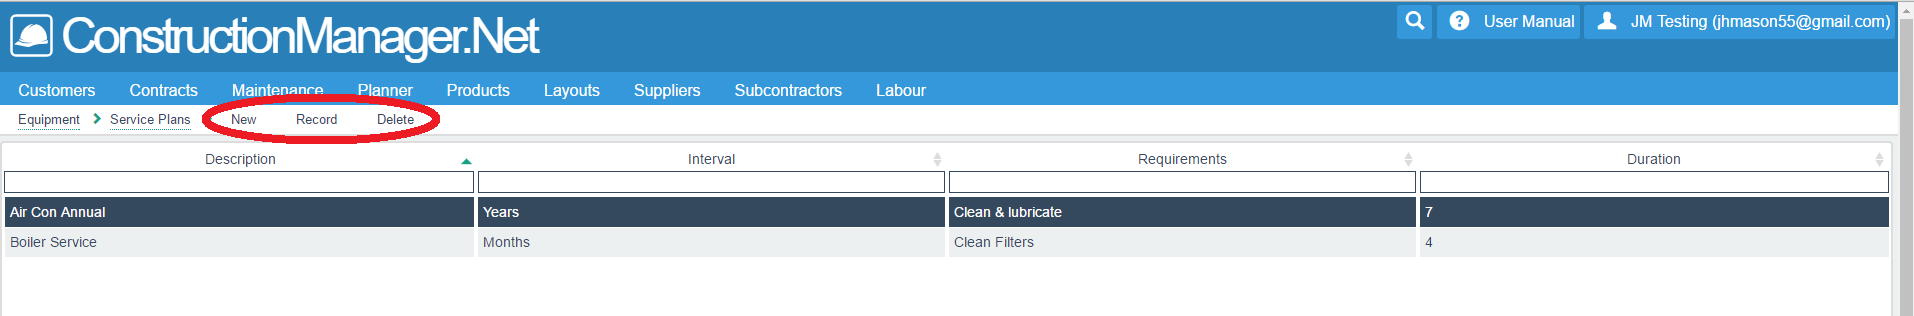 ConstructionManager.Net
User Manual
JM Testing (jhmason55@gmail.com)
Customers Contracts Maintenance Planner Products Layouts Suppliers Subcontractors Labour
Equipment Service Plans New Record Delete
Description Interval Requirements Duration
Air Con Annual Years Clean & lubricate 7
Boiler Service Months Clean Filters 4